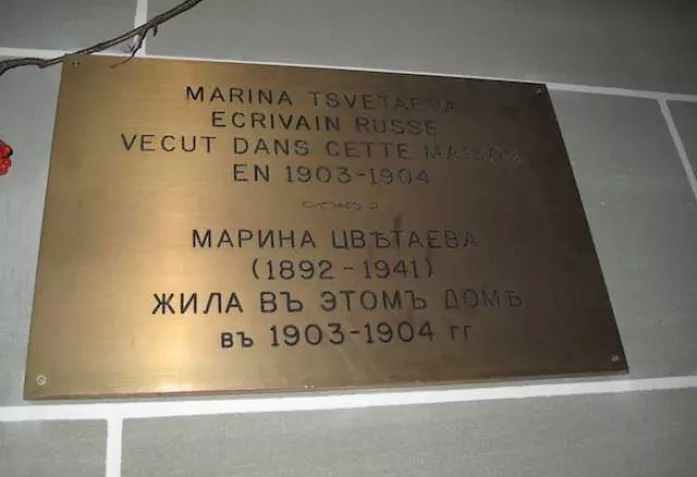 MARINA TSVETAEVA
ECRIVAIN RUSSE
VECUT DANS CETTE MAISON
EN 1903-1904
МАРИНА ЦВѢТАЕВА
(1892-1941)
ЖИЛА ВЪ ЭТОМЪ ДОМѢ
въ 1903-1904 гг